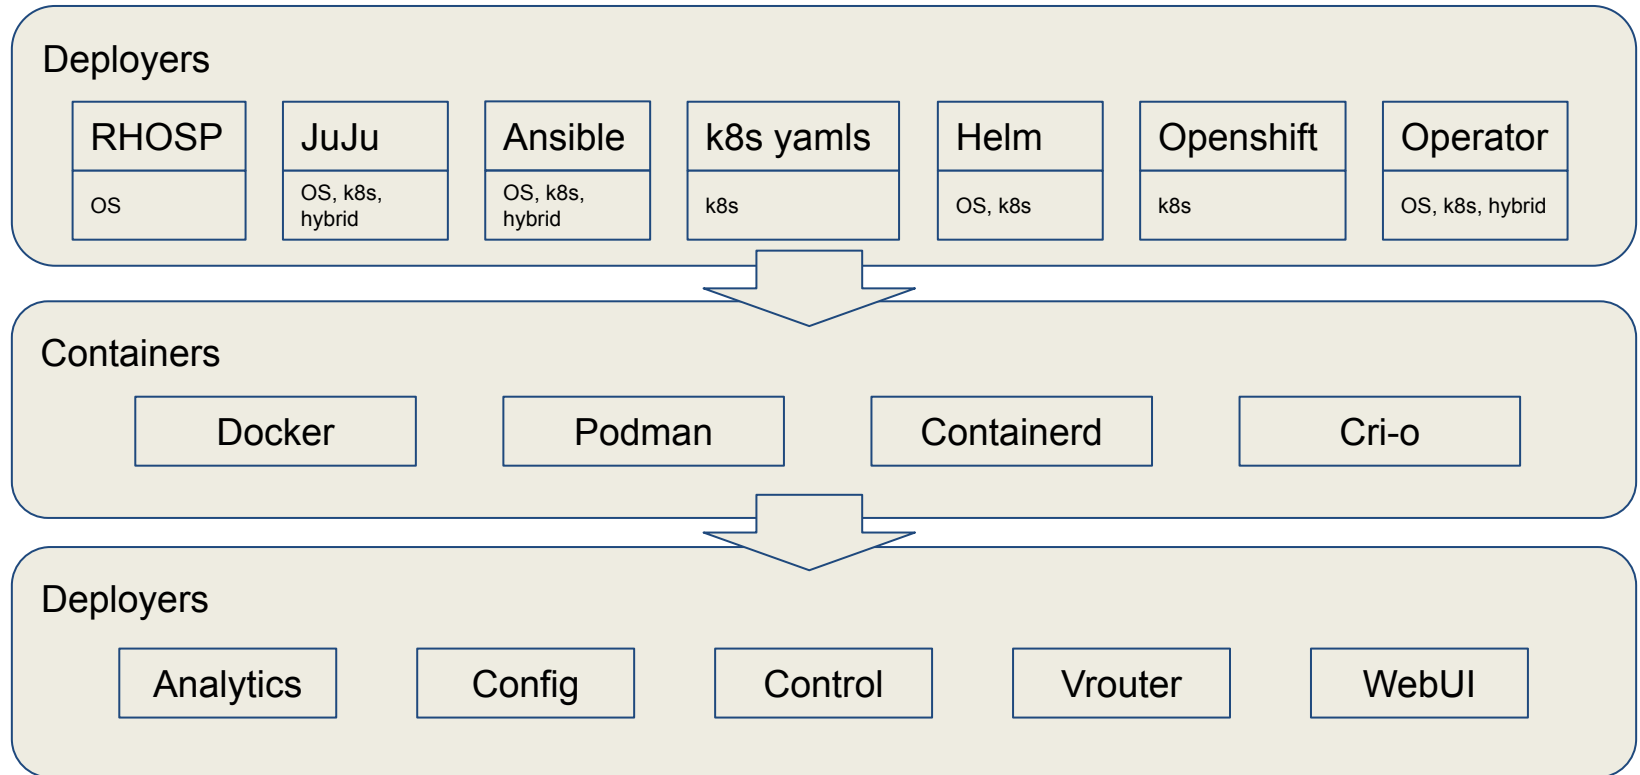 Deployers
RHOSP
OS
JuJu
OS, k8s,
hybrid
Ansible
OS, k8s,
hybrid
k8s yamls
k8s
Helm
OS, k8s
Openshift
k8s
Operator
OS, k8s, hybrid
Containers
Docker
Podman
Containerd
Cri-o
Deployers
Analytics
Config
Control
Vrouter
WebUI